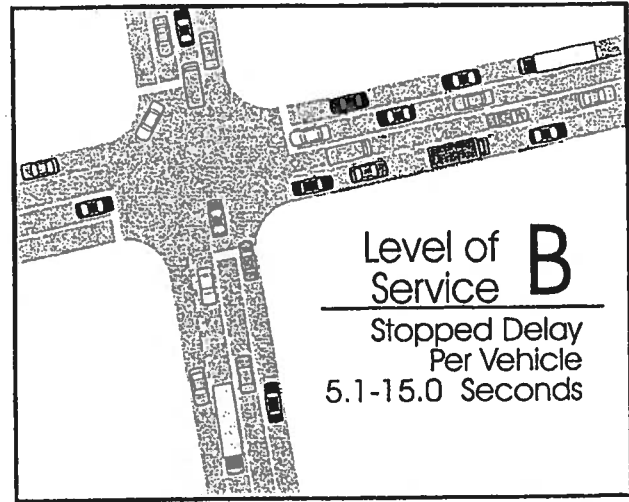 Level of
Service B
Stopped Delay
Per Vehicle
5.1-15.0 Seconds